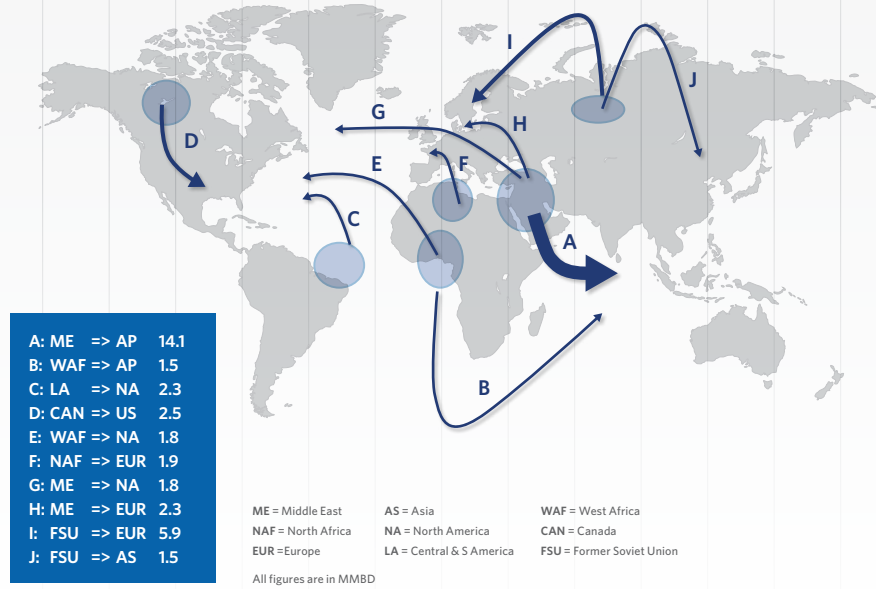 I
J
G
H
D
E
F
C
A
B
A: ME => AP 14.1
B: WAF => AP 1.5
C: LA => NA 2.3
D: CAN => US 2.5
E: WAF => NA 1.8
F: NAF => EUR 1.9
G: ME => NA 1.8
H: ME => EUR 2.3
I: FSU => EUR 5.9
J: FSU => AS 1.5
ME = Middle East AS = Asia WAF = West Africa
NAF = North Africa NA = North America CAN = Canada
EUR =Europe LA = Central & S America FSU = Former Soviet Union
All figures are in MMBD